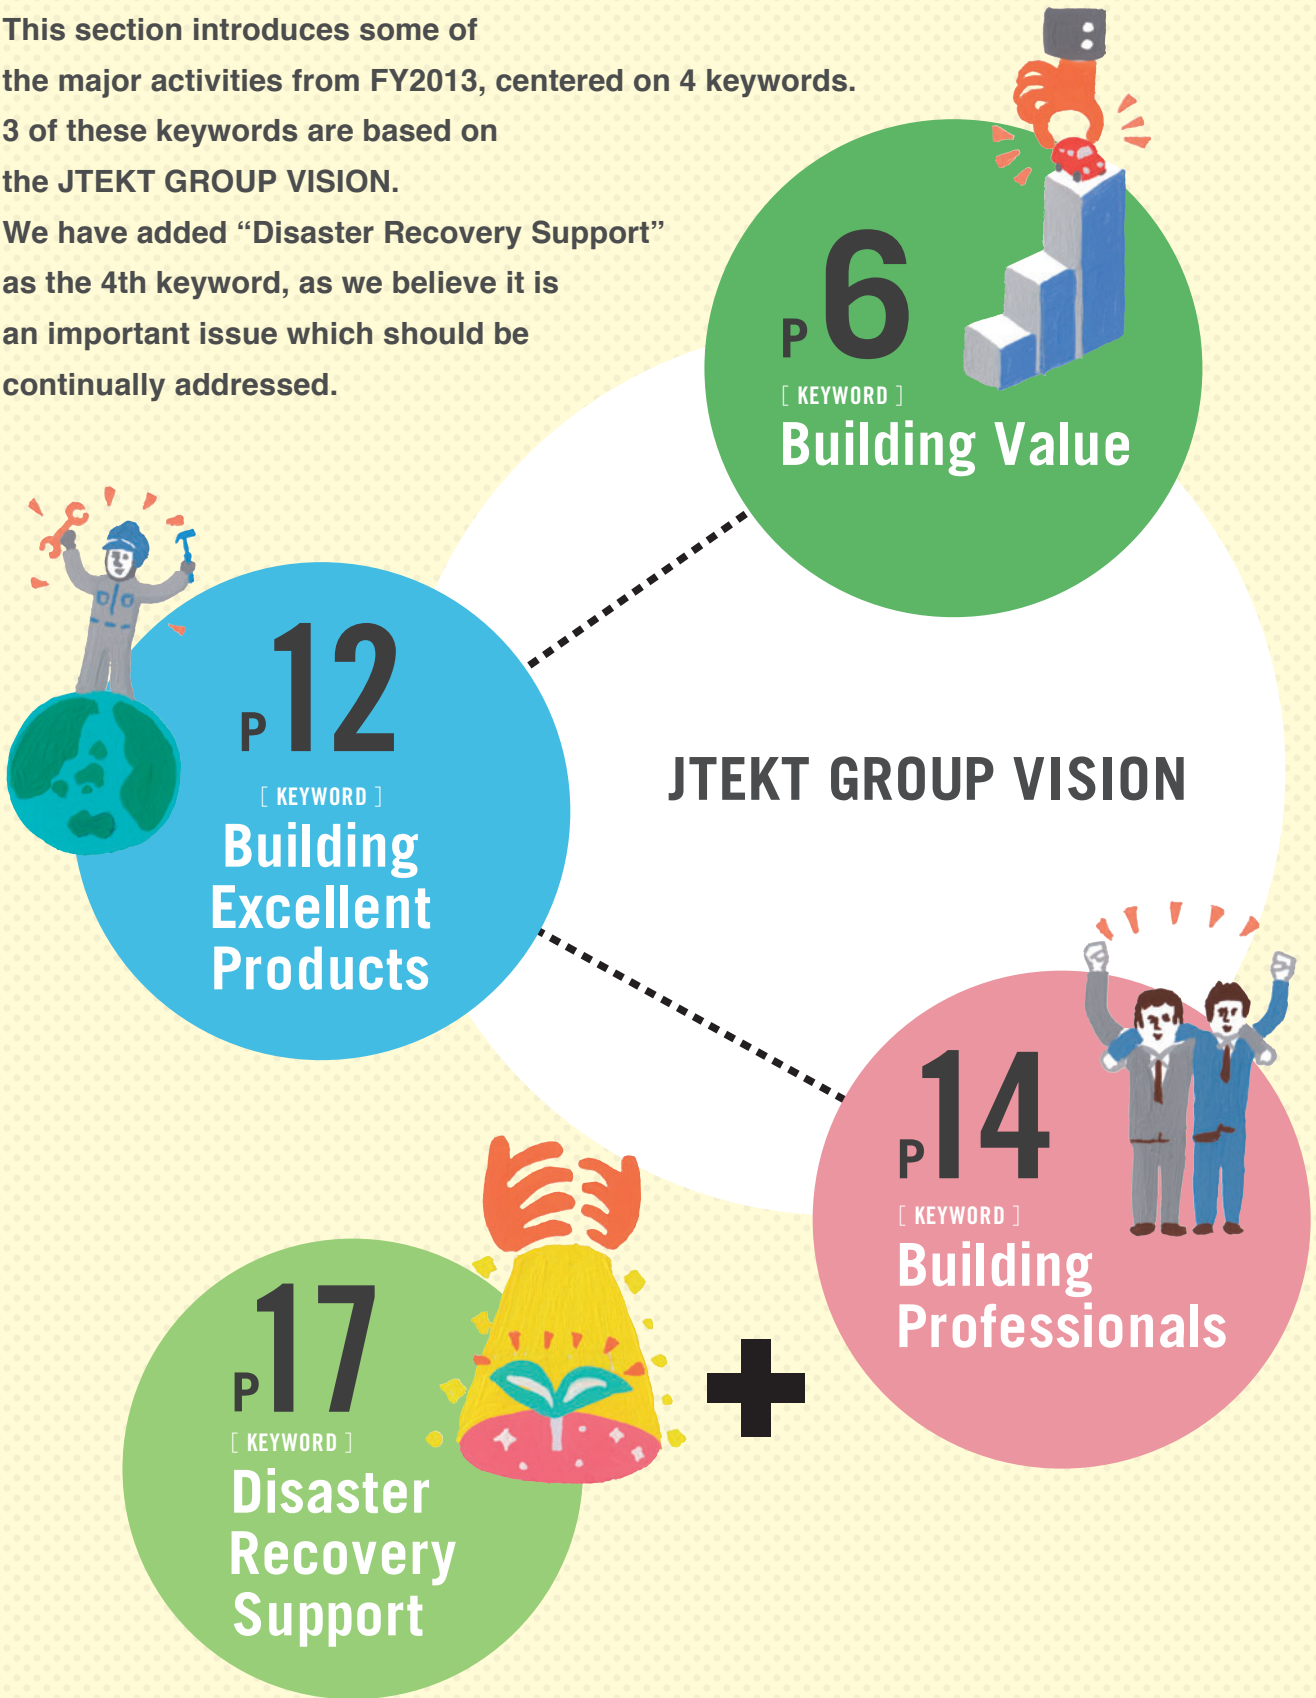 This section introduces some of
the major activities from FY2013, centered on 4 keywords.
3 of these keywords are based on
the JTEKT GROUP VISION.
We have added “Disaster Recovery Support”
as the 4th keyword, as we believe it is
an important issue which should be
continually addressed.
P6
[ KEYWORD ]
Building Value
P12
[ KEYWORD ]
Building
Excellent
Products
JTEKT GROUP VISION
P14
[ KEYWORD ]
Building
Professionals
P17
[ KEYWORD ]
Disaster
Recovery
Support